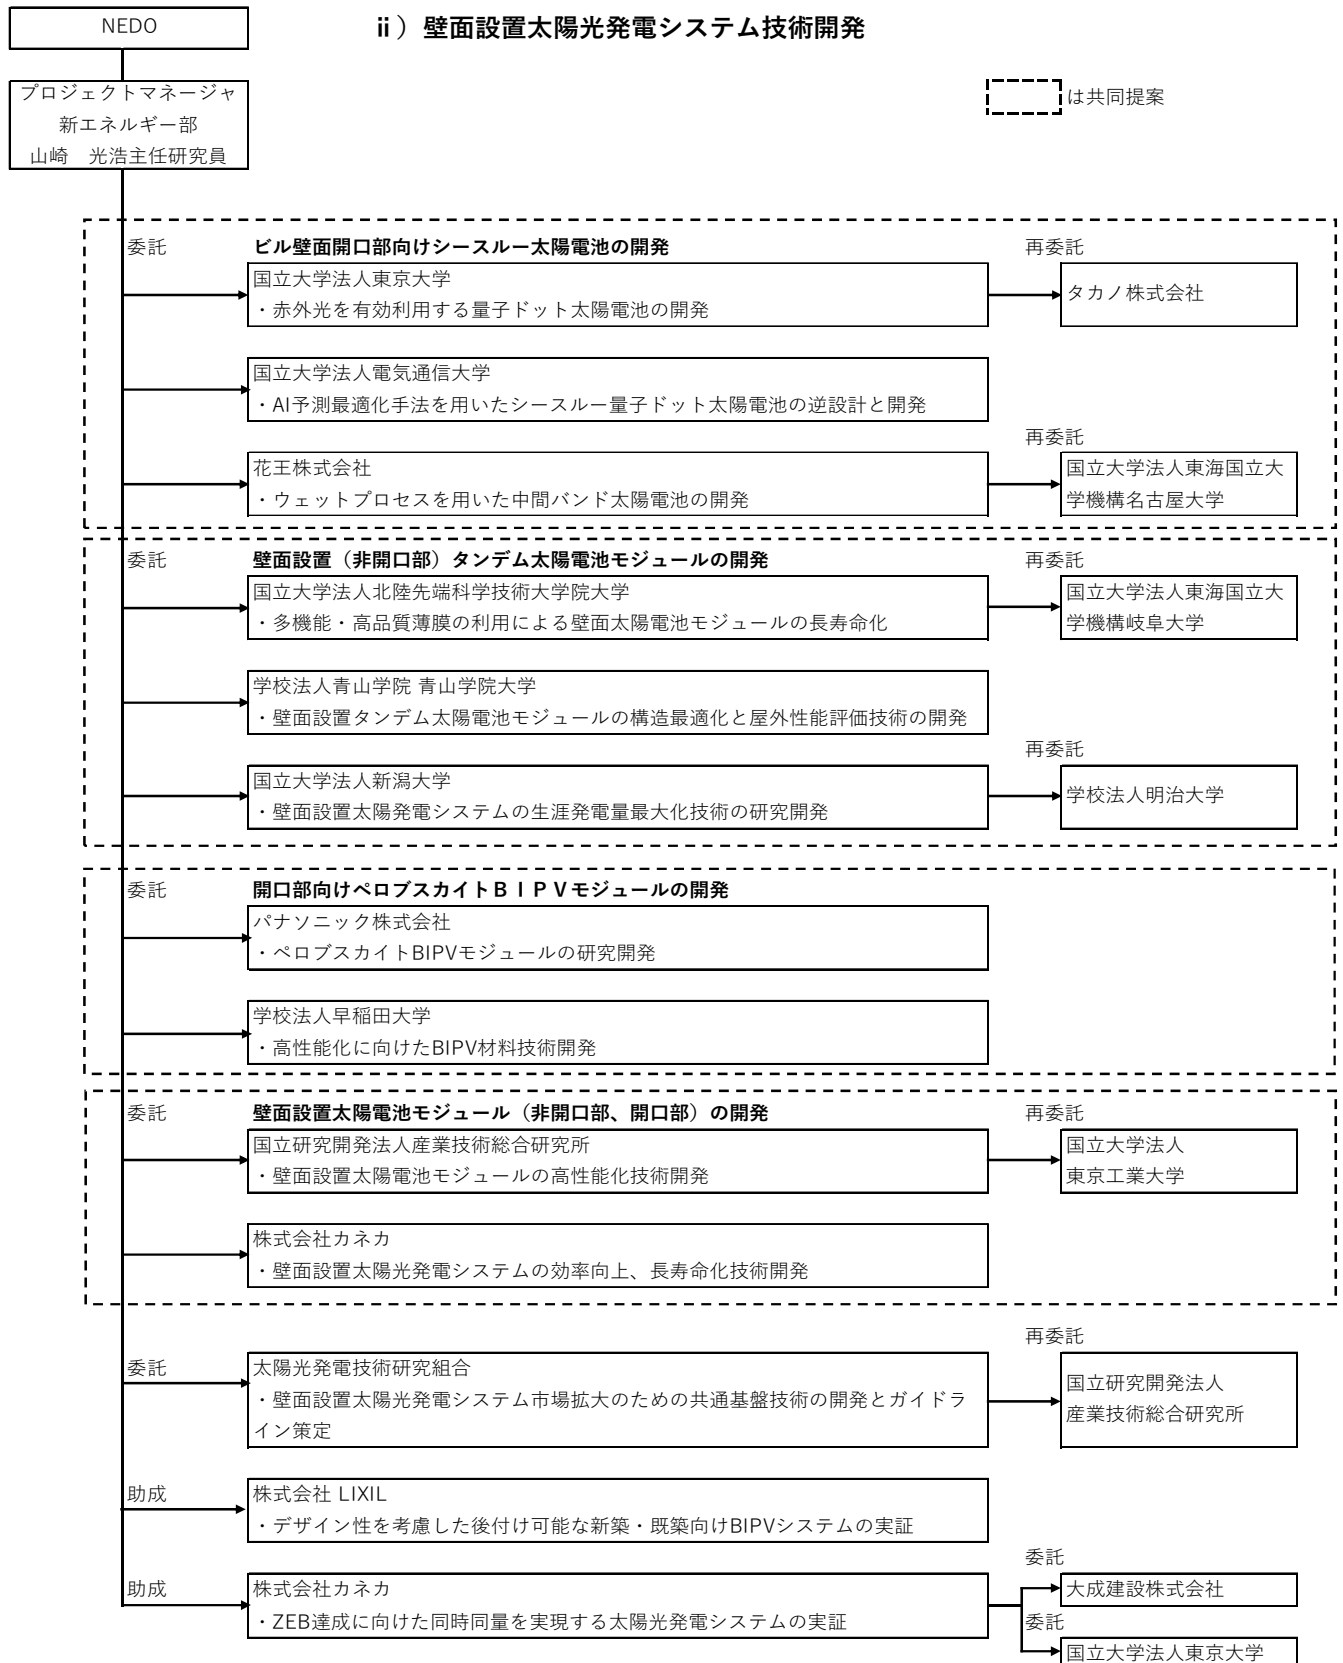 NEDO
ⅱ）壁面設置太陽光発電システム技術開発
プロジェクトマネージャ
新エネルギー部
山崎　光浩主任研究員
は共同提案
委託
ビル壁面開口部向けシースルー太陽電池の開発
再委託
国立大学法人東京大学
・赤外光を有効利用する量子ドット太陽電池の開発
タカノ株式会社
国立大学法人電気通信大学
・AI予測最適化手法を用いたシースルー量子ドット太陽電池の逆設計と開発
再委託
花王株式会社
・ウェットプロセスを用いた中間バンド太陽電池の開発
国立大学法人東海国立大
学機構名古屋大学
委託
壁面設置（非開口部）タンデム太陽電池モジュールの開発
再委託
国立大学法人北陸先端科学技術大学院大学
・多機能・高品質薄膜の利用による壁面太陽電池モジュールの長寿命化
国立大学法人東海国立大
学機構岐阜大学
学校法人青山学院 青山学院大学
・壁面設置タンデム太陽電池モジュールの構造最適化と屋外性能評価技術の開発
再委託
国立大学法人新潟大学
・壁面設置太陽発電システムの生涯発電量最大化技術の研究開発
学校法人明治大学
委託
開口部向けペロブスカイトＢＩＰＶモジュールの開発
パナソニック株式会社
・ペロブスカイトBIPVモジュールの研究開発
学校法人早稲田大学
・高性能化に向けたBIPV材料技術開発
委託
壁面設置太陽電池モジュール（非開口部、開口部）の開発
再委託
国立研究開発法人産業技術総合研究所
・壁面設置太陽電池モジュールの高性能化技術開発
国立大学法人
東京工業大学
株式会社カネカ
・壁面設置太陽光発電システムの効率向上、長寿命化技術開発
再委託
委託
太陽光発電技術研究組合
・壁面設置太陽光発電システム市場拡大のための共通基盤技術の開発とガイドラ
イン策定
国立研究開発法人
産業技術総合研究所
助成
株式会社 LIXIL
・デザイン性を考慮した後付け可能な新築・既築向けBIPVシステムの実証
委託
助成
株式会社カネカ
・ZEB達成に向けた同時同量を実現する太陽光発電システムの実証
大成建設株式会社
委託
国立大学法人東京大学